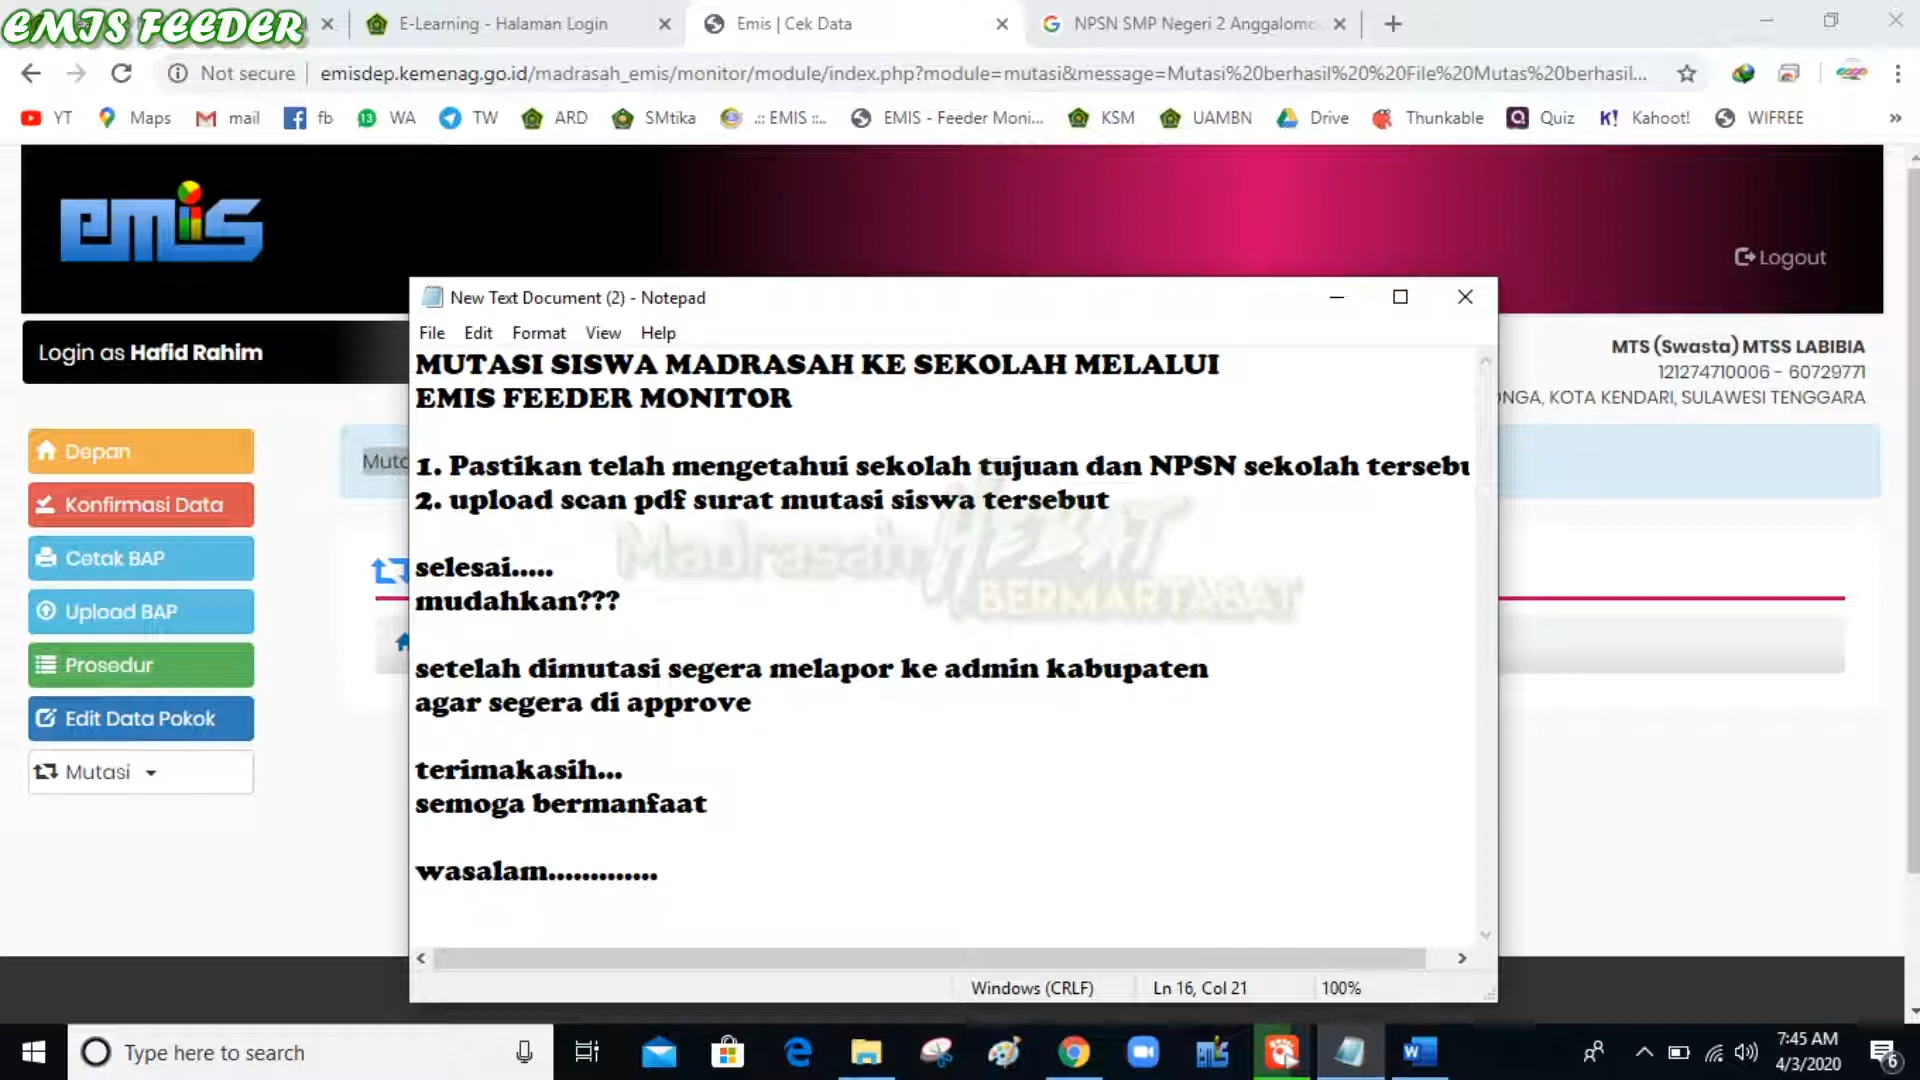 EMIS FEEDER
E-Learning - Halaman Login
Emis | Cek Data
NPSN SMP Negeri 2 Anggalomo
Not secure
emisdep.kemenag.go.id/madrasah_emis/monitor/module/index.php?module=mutasi&message=Mutasi%20berhasil%20%20File%20Mutas%20berhasil...
YT
Maps
mail
fb
WA
TW
ARD
SMtika
.:: EMIS ::..
EMIS - Feeder Moni...
KSM
UAMBN
Drive
Thunkable
Quiz
Kahoot!
WIFREE
emis
Logout
Login as Hafid Rahim
MTS (Swasta) MTSS LABIBIA
121274710006 - 60729771
ONGA, KOTA KENDARI, SULAWESI TENGGARA
Depan
Konfirmasi Data
Cetak BAP
Upload BAP
Prosedur
Edit Data Pokok
Mutasi
New Text Document (2) - Notepad
File Edit Format View Help
MUTASI SISWA MADRASAH KE SEKOLAH MELALUI
EMIS FEEDER MONITOR
1. Pastikan telah mengetahui sekolah tujuan dan NPSN sekolah tersebu
2. upload scan pdf surat mutasi siswa tersebut
selesai.....
mudahkan???
setelah dimutasi segera melapor ke admin kabupaten
agar segera di approve
terimakasih...
semoga bermanfaat
wasalam.............
Madrasah HEBAT
BERMARTABAT
Windows (CRLF)
Ln 16, Col 21
100%
Type here to search
7:45 AM
4/3/2020
6